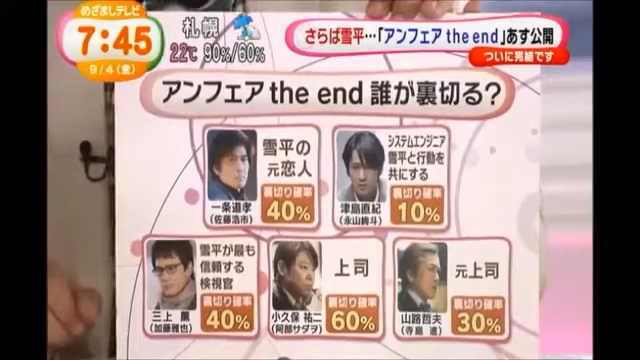 めざましテレビ
7:45
9/4(金)
札幌
22℃ 90%/60%
さらば雪平…「アンフェア the end」あす公開
ついに完結です
アンフェア the end 誰が裏切る?
雪平の
元恋人
裏切り確率
40%
一条道孝
(佐藤浩市)
システムエンジニア
雪平と行動を
共にする
裏切り確率
10%
津島直紀
(永山絢斗)
雪平が最も
信頼する
検視官
裏切り確率
40%
三上 薫
(加藤雅也)
上司
裏切り確率
60%
小久保 祐二
(阿部サダヲ)
元上司
裏切り確率
30%
山路哲夫
(寺島 進)